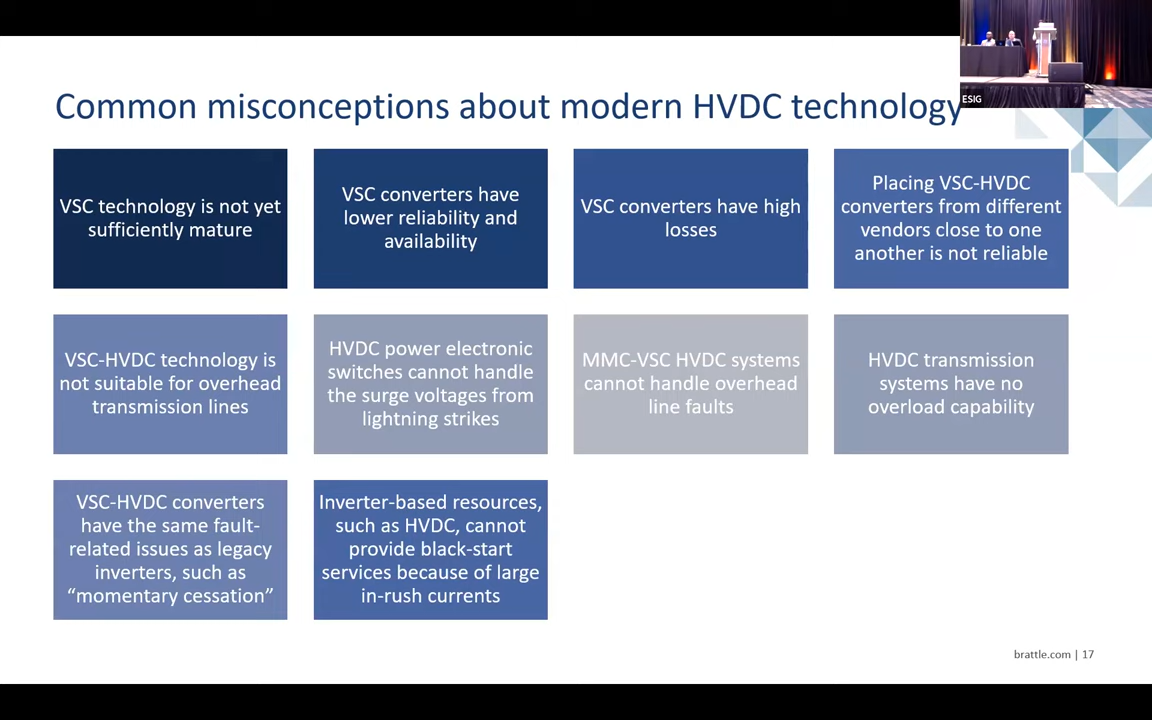 ESIG
Common misconceptions about modern HVDC technology
VSC technology is not yet
sufficiently mature
VSC converters have
lower reliability and
availability
VSC converters have high
losses
Placing VSC-HVDC
converters from different
vendors close to one
another is not reliable
VSC-HVDC technology is
not suitable for overhead
transmission lines
HVDC power electronic
switches cannot handle
the surge voltages from
lightning strikes
MMC-VSC HVDC systems
cannot handle overhead
line faults
HVDC transmission
systems have no
overload capability
VSC-HVDC converters
have the same fault-
related issues as legacy
inverters, such as
“momentary cessation”
Inverter-based resources,
such as HVDC, cannot
provide black-start
services because of large
in-rush currents
brattle.com | 17